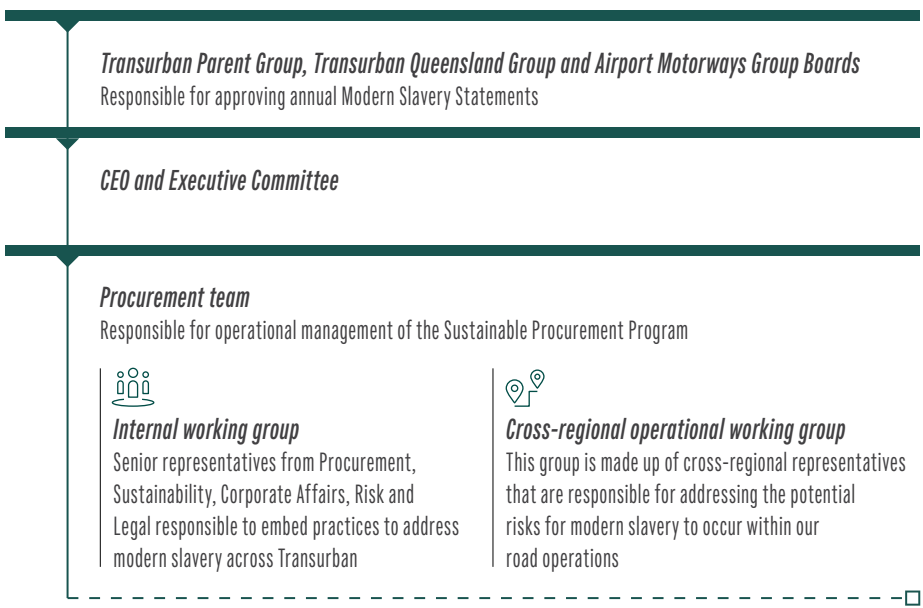 Transurban Parent Group, Transurban Queensland Group and Airport Motorways Group Boards
Responsible for approving annual Modern Slavery Statements
CEO and Executive Committee
Procurement team
Responsible for operational management of the Sustainable Procurement Program
Internal working group
Senior representatives from Procurement,
Sustainability, Corporate Affairs, Risk and
Legal responsible to embed practices to address
modern slavery across Transurban
Cross-regional operational working group
This group is made up of cross-regional representatives
that are responsible for addressing the potential
risks for modern slavery to occur within our
road operations